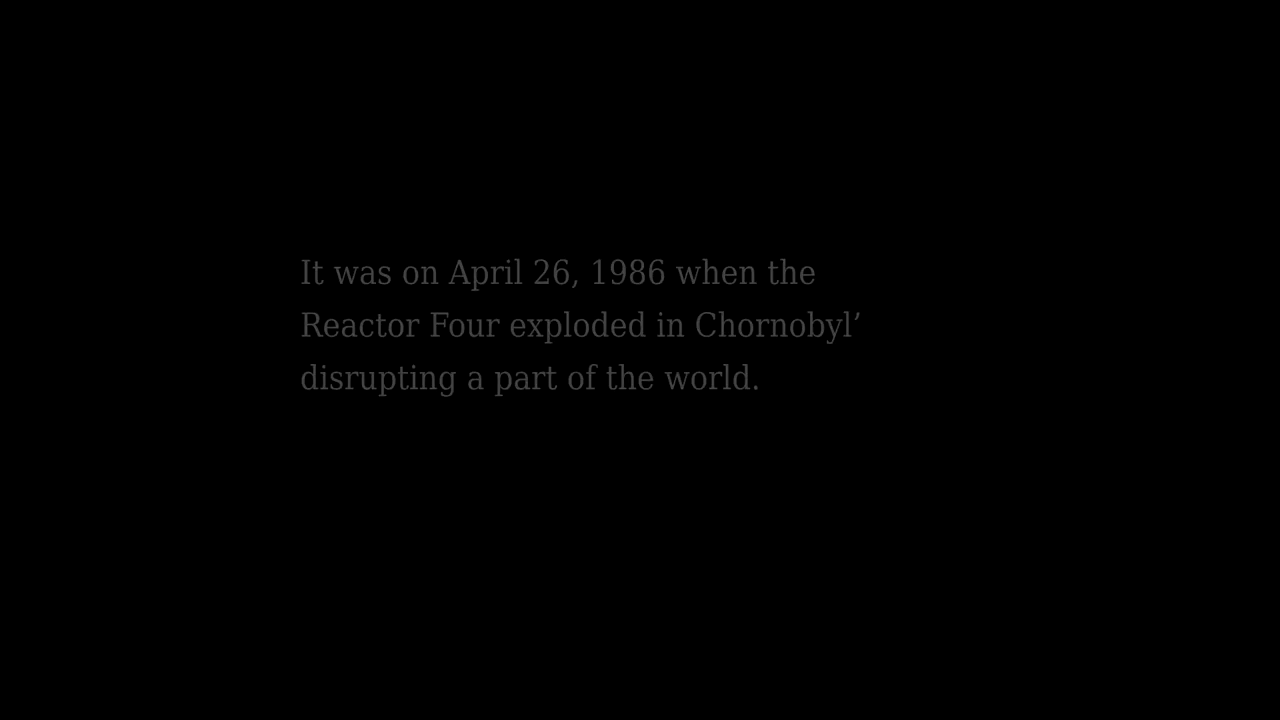 It was on April 26, 1986 when the
Reactor Four exploded in Chornobyl’
disrupting a part of the world.